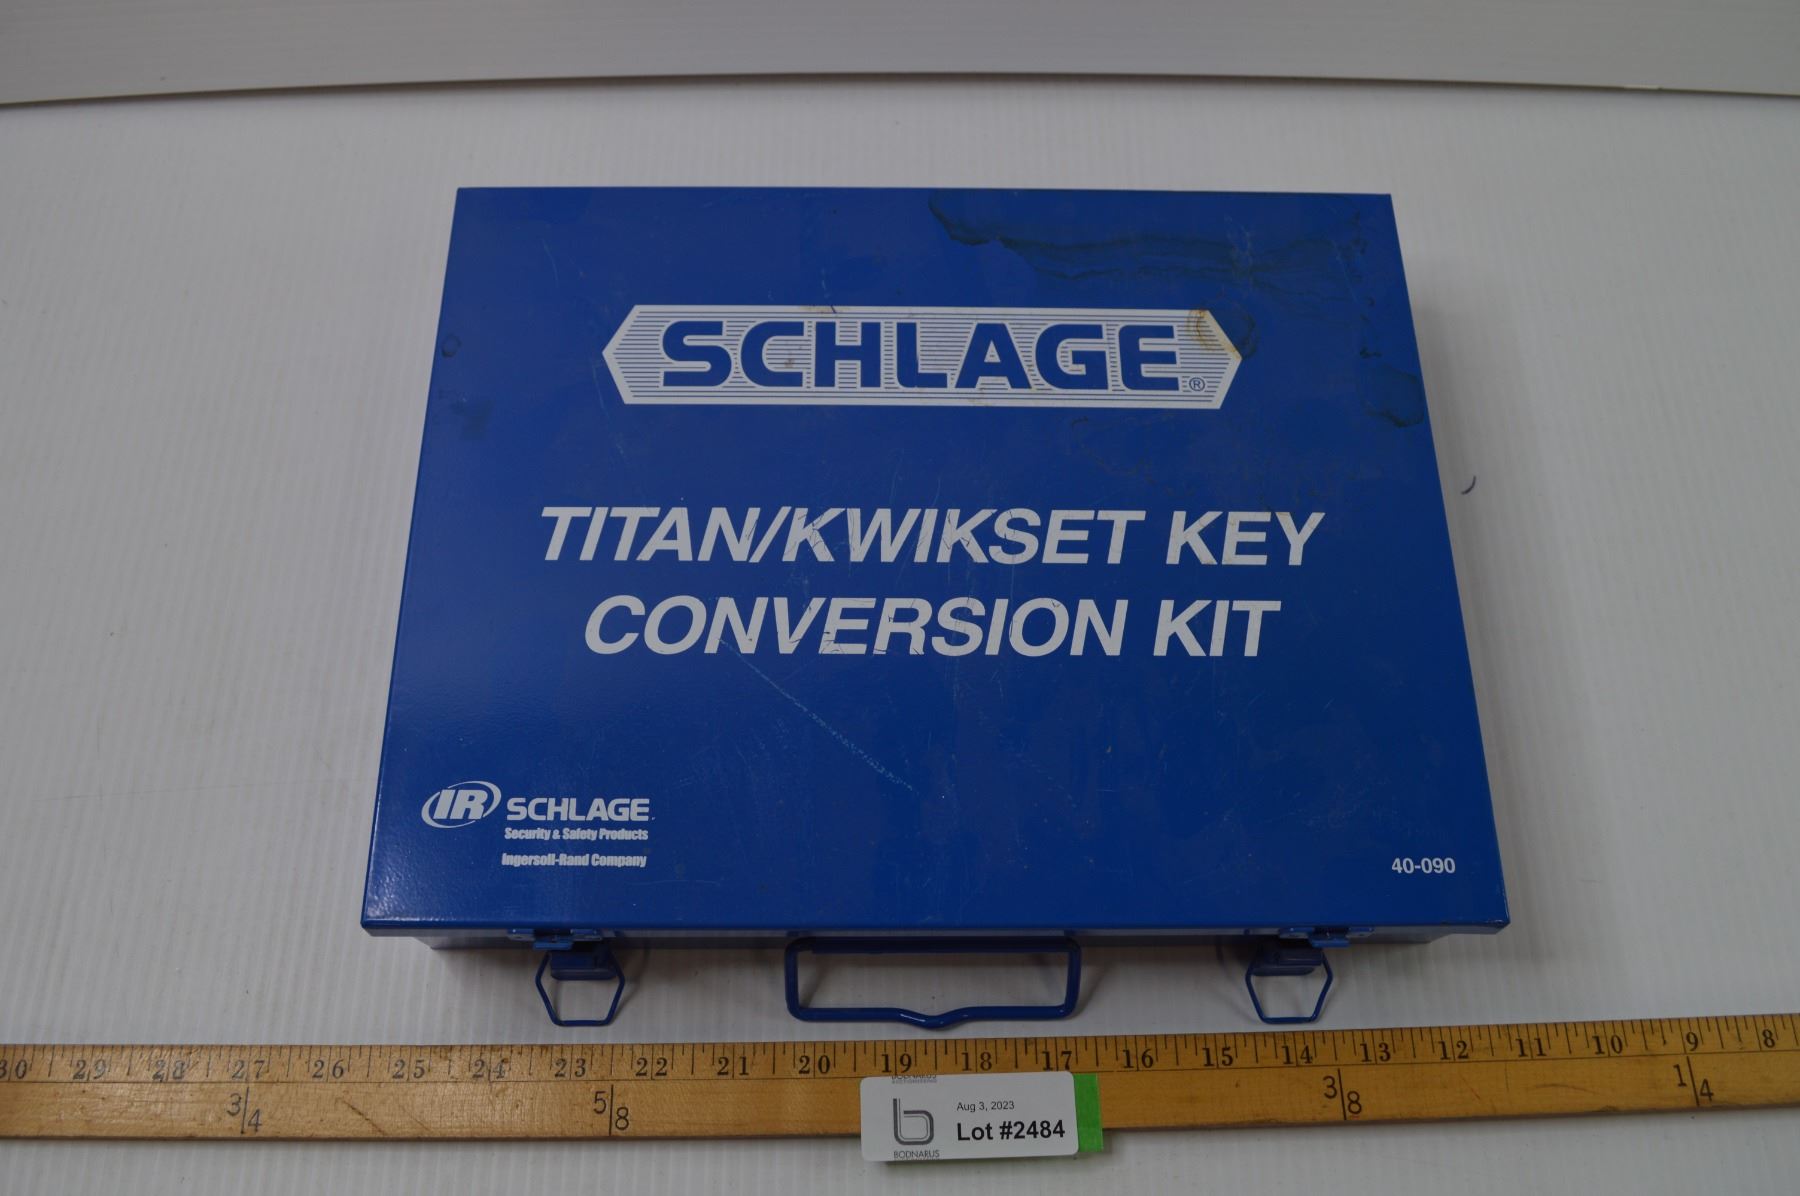 SCHLAGE®
TITAN/KWIKSET KEY
CONVERSION KIT
IR SCHLAGE
Security & Safety Products
Ingersoll-Rand Company
40-090
30 29 28 27 26 25 24 23 22 21 20 19 18 17 16 15 14 13 12 11 10 9 8
3/4 5/8 3/8 1/4
Aug 3, 2023
Lot #2484
b
BODNARUS